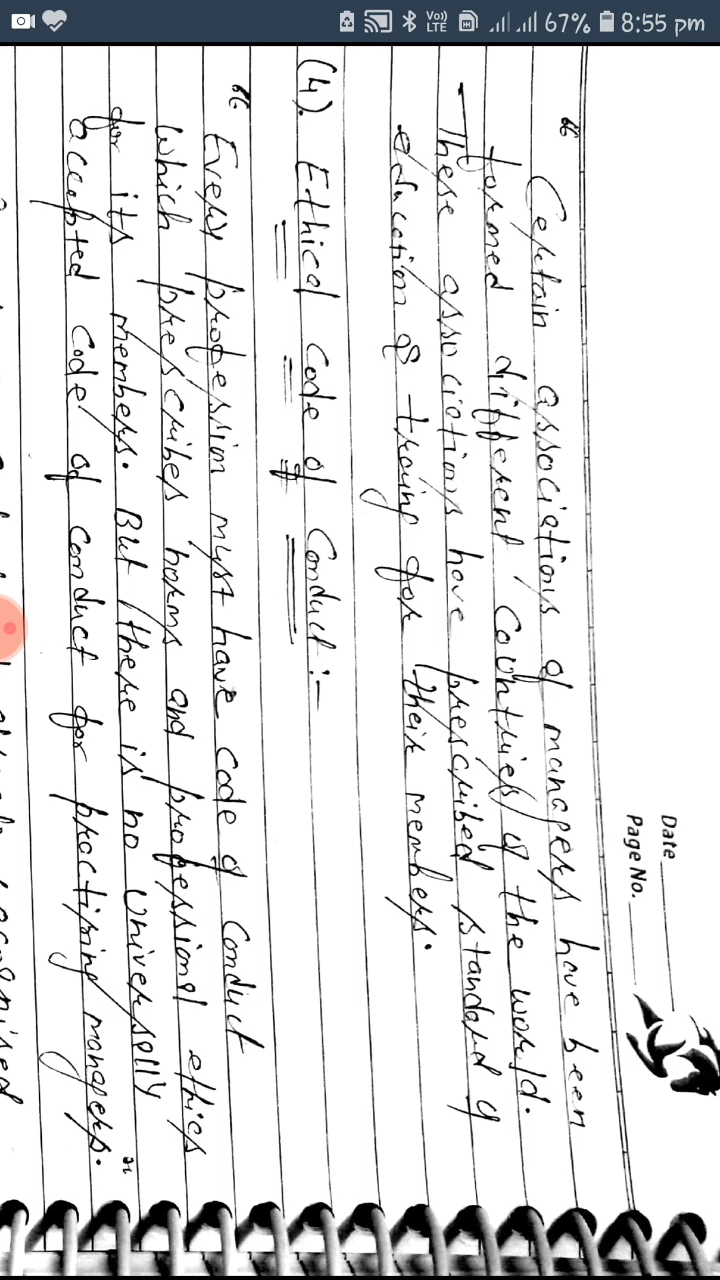 67% 8:55 pm
Date
Page No.
“ Certain associations of managers have been
formed different countries of the world.
These associations have prescribed standard of
education & traing for their members.
(4). Ethical Code of Conduct :-
“ Every profession must have code of conduct
which prescribes norms and professional ethics
for its members. But there is no universally
accepted code of conduct for practising managers. ”